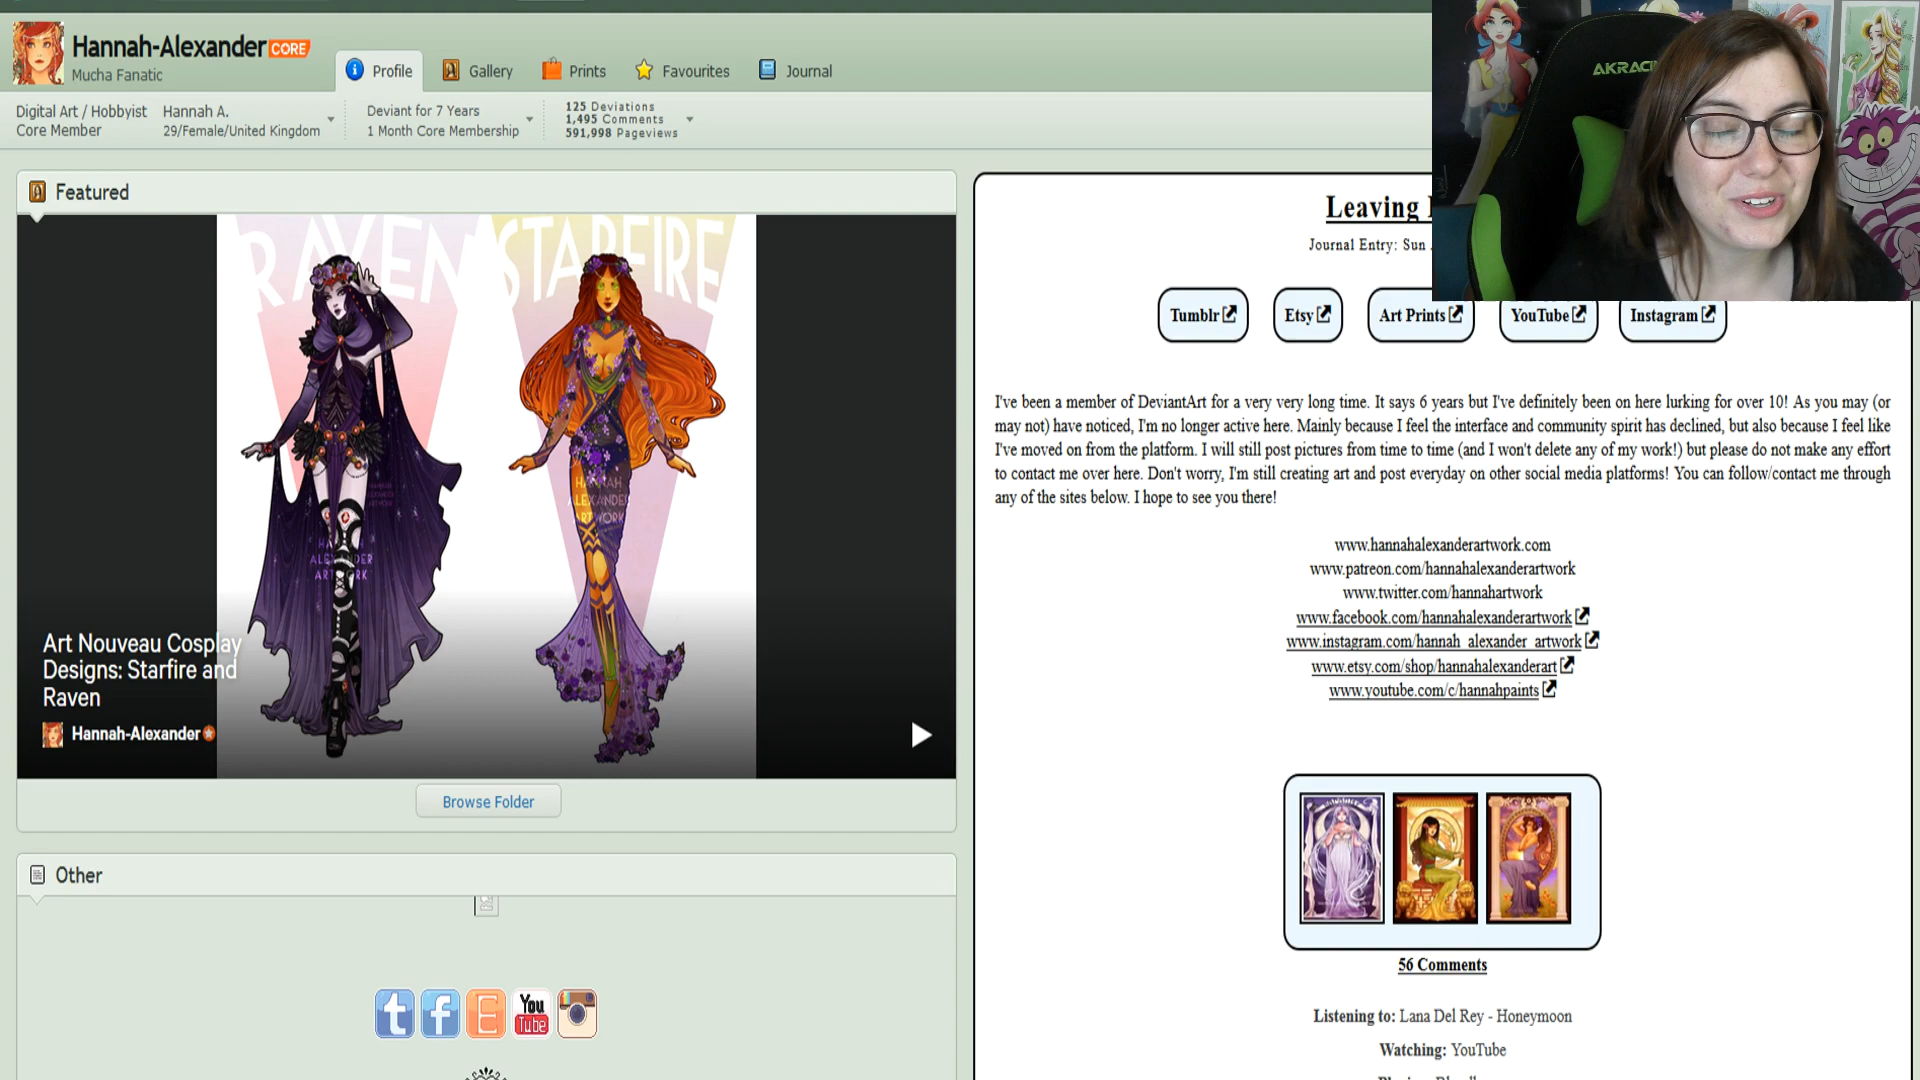 Hannah-Alexander CORE
Mucha Fanatic
Profile
Gallery
Prints
Favourites
Journal
Digital Art / Hobbyist
Core Member
Hannah A.
29/Female/United Kingdom
Deviant for 7 Years
1 Month Core Membership
125 Deviations
1,495 Comments
591,998 Pageviews
AKRACIN
Featured
RAVEN STARFIRE
HANNAH
ALEXANDER
ARTWORK
ALEXANDER
Art Nouveau Cosplay
Designs: Starfire and
Raven
Hannah-Alexander
Browse Folder
Other
t f E You Tube
Leaving
Journal Entry: Sun
Tumblr
Etsy
Art Prints
YouTube
Instagram
I've been a member of DeviantArt for a very very long time. It says 6 years but I've definitely been on here lurking for over 10! As you may (or
may not) have noticed, I'm no longer active here. Mainly because I feel the interface and community spirit has declined, but also because I feel like
I've moved on from the platform. I will still post pictures from time to time (and I won't delete any of my work!) but please do not make any effort
to contact me over here. Don't worry, I'm still creating art and post everyday on other social media platforms! You can follow/contact me through
any of the sites below. I hope to see you there!
www.hannahalexanderartwork.com
www.patreon.com/hannahalexanderartwork
www.twitter.com/hannahartwork
www.facebook.com/hannahalexanderartwork
www.instagram.com/hannah_alexander_artwork
www.etsy.com/shop/hannahalexanderart
www.youtube.com/c/hannahpaints
56 Comments
Listening to: Lana Del Rey - Honeymoon
Watching: YouTube